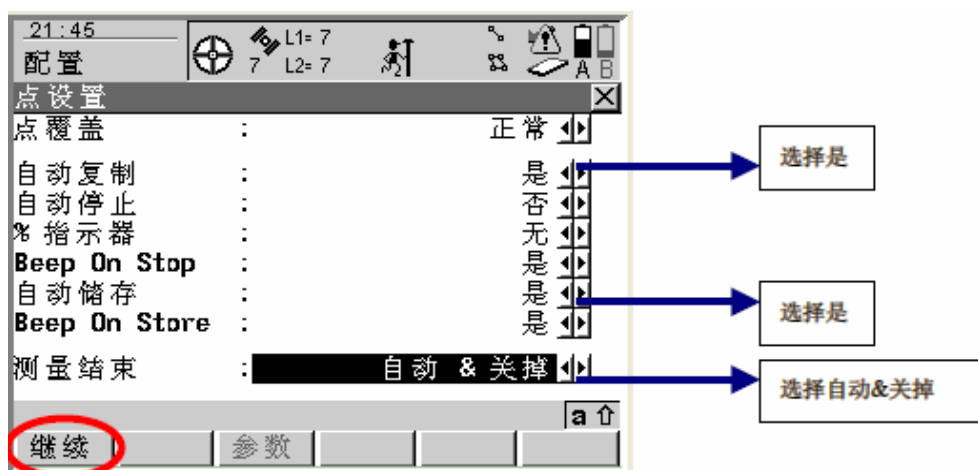 21:45
配置
7
L1= 7
L2= 7
2
A B
点设置
点覆盖 : 正常
自动复制 : 是
自动停止 : 否
% 指示器 : 无
Beep On Stop : 是
自动储存 : 是
Beep On Store : 是
测量结束 : 自动 & 关掉
a
继续 参数
选择是
选择是
选择自动&关掉